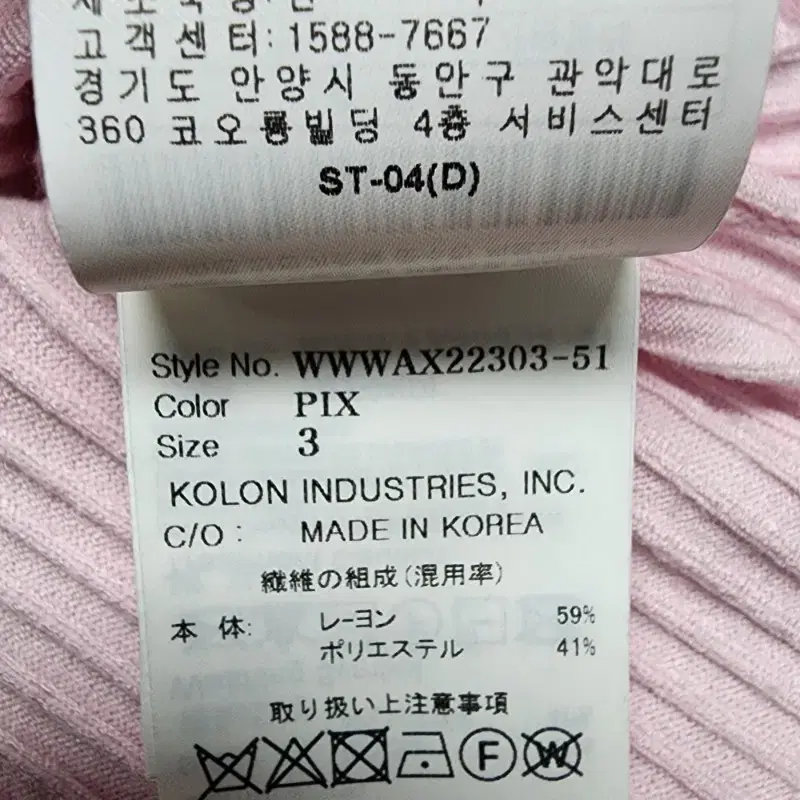 고객센터:1588-7667
경기도 안양시 동안구 관악대로
360 코오롱빌딩 4층 서비스센터
ST-04(D)
Style No. WWWAX22303-51
Color PIX
Size 3
KOLON INDUSTRIES, INC.
C/O : MADE IN KOREA
繊維の組成(混用率)
本 体: レーヨン 59%
ポリエステル 41%
取り扱い上注意事項
F W